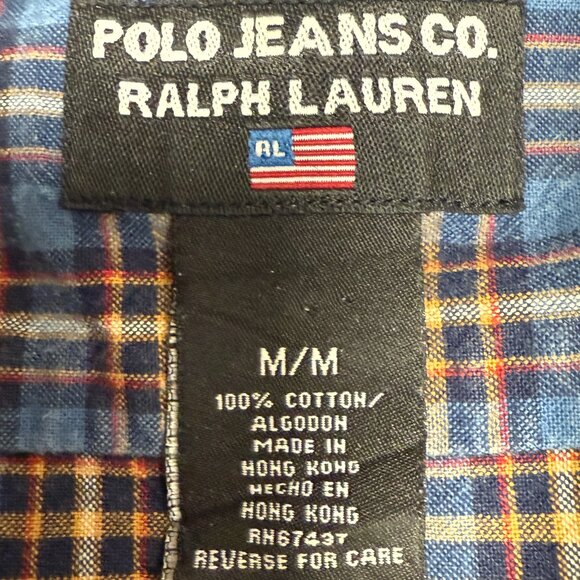 POLO JEANS CO.
RALPH LAUREN
RL
M/M
100% COTTON/
ALGODON
MADE IN
HONG KONG
HECHO EN
HONG KONG
RN6743T
REVERSE FOR CARE